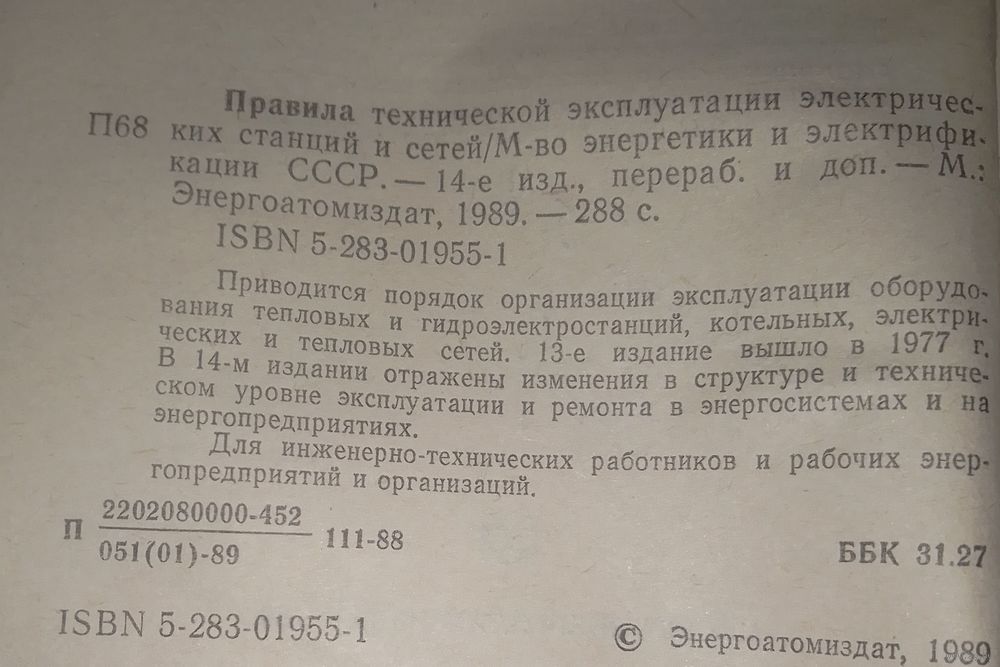 Правила технической эксплуатации электричес-
П68 ких станций и сетей/М-во энергетики и электрифи-
кации СССР. — 14-е изд., перераб. и доп. — М.:
Энергоатомиздат, 1989. — 288 с.
ISBN 5-283-01955-1
Приводится порядок организации эксплуатации оборудо-
вания тепловых и гидроэлектростанций, котельных, электри-
ческих и тепловых сетей. 13-е издание вышло в 1977 г.
В 14-м издании отражены изменения в структуре и техниче-
ском уровне эксплуатации и ремонта в энергосистемах и на
энергопредприятиях.
Для инженерно-технических работников и рабочих энер-
гопредприятий и организаций.
2202080000-452
П 111-88
051(01)-89
ББК 31.27
ISBN 5-283-01955-1
© Энергоатомиздат, 1989